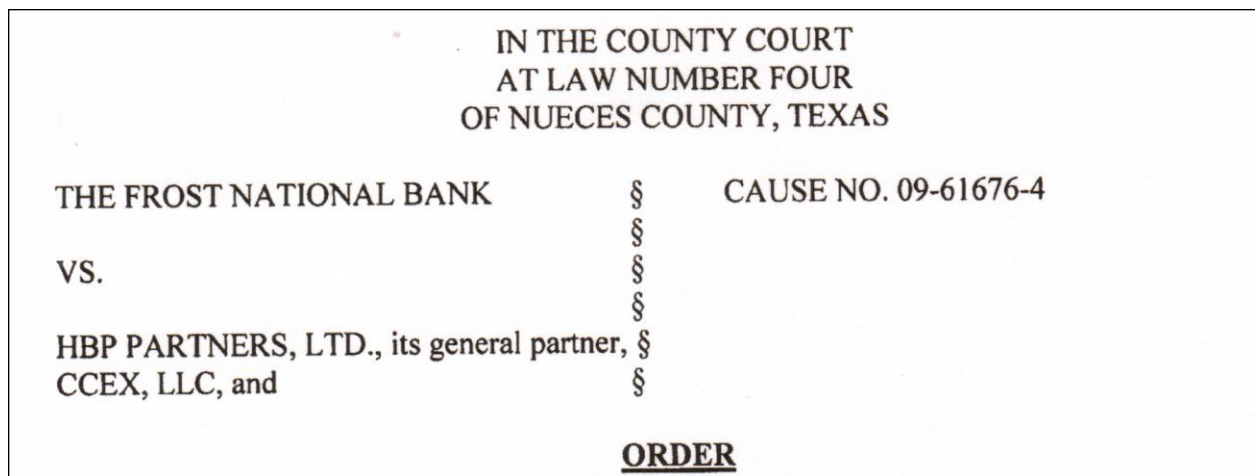 IN THE COUNTY COURT
AT LAW NUMBER FOUR
OF NUECES COUNTY, TEXAS
THE FROST NATIONAL BANK § CAUSE NO. 09-61676-4
§
VS. §
§
HBP PARTNERS, LTD., its general partner, §
CCEX, LLC, and §
ORDER